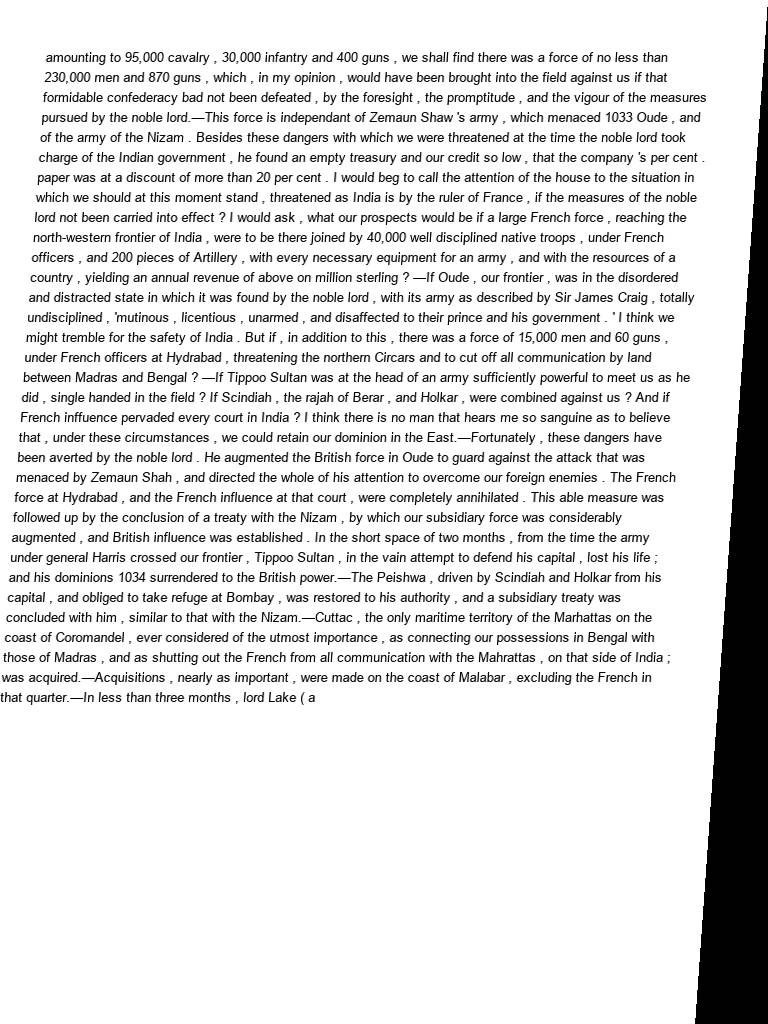 amounting to 95,000 cavalry , 30,000 infantry and 400 guns , we shall find there was a force of no less than
230,000 men and 870 guns , which , in my opinion , would have been brought into the field against us if that
formidable confederacy bad not been defeated , by the foresight , the promptitude , and the vigour of the measures
pursued by the noble lord.—This force is independant of Zemaun Shaw 's army , which menaced 1033 Oude , and
of the army of the Nizam . Besides these dangers with which we were threatened at the time the noble lord took
charge of the Indian government , he found an empty treasury and our credit so low , that the company 's per cent .
paper was at a discount of more than 20 per cent . I would beg to call the attention of the house to the situation in
which we should at this moment stand , threatened as India is by the ruler of France , if the measures of the noble
lord not been carried into effect ? I would ask , what our prospects would be if a large French force , reaching the
north-western frontier of India , were to be there joined by 40,000 well disciplined native troops , under French
officers , and 200 pieces of Artillery , with every necessary equipment for an army , and with the resources of a
country , yielding an annual revenue of above on million sterling ? —If Oude , our frontier , was in the disordered
and distracted state in which it was found by the noble lord , with its army as described by Sir James Craig , totally
undisciplined , 'mutinous , licentious , unarmed , and disaffected to their prince and his government . ' I think we
might tremble for the safety of India . But if , in addition to this , there was a force of 15,000 men and 60 guns ,
under French officers at Hydrabad , threatening the northern Circars and to cut off all communication by land
between Madras and Bengal ? —If Tippoo Sultan was at the head of an army sufficiently powerful to meet us as he
did , single handed in the field ? If Scindiah , the rajah of Berar , and Holkar , were combined against us ? And if
French inffuence pervaded every court in India ? I think there is no man that hears me so sanguine as to believe
that , under these circumstances , we could retain our dominion in the East.—Fortunately , these dangers have
been averted by the noble lord . He augmented the British force in Oude to guard against the attack that was
menaced by Zemaun Shah , and directed the whole of his attention to overcome our foreign enemies . The French
force at Hydrabad , and the French influence at that court , were completely annihilated . This able measure was
followed up by the conclusion of a treaty with the Nizam , by which our subsidiary force was considerably
augmented , and British influence was established . In the short space of two months , from the time the army
under general Harris crossed our frontier , Tippoo Sultan , in the vain attempt to defend his capital , lost his life ;
and his dominions 1034 surrendered to the British power.—The Peishwa , driven by Scindiah and Holkar from his
capital , and obliged to take refuge at Bombay , was restored to his authority , and a subsidiary treaty was
concluded with him , similar to that with the Nizam.—Cuttac , the only maritime territory of the Marhattas on the
coast of Coromandel , ever considered of the utmost importance , as connecting our possessions in Bengal with
those of Madras , and as shutting out the French from all communication with the Mahrattas , on that side of India ;
was acquired.—Acquisitions , nearly as important , were made on the coast of Malabar , excluding the French in
that quarter.—In less than three months , lord Lake ( a